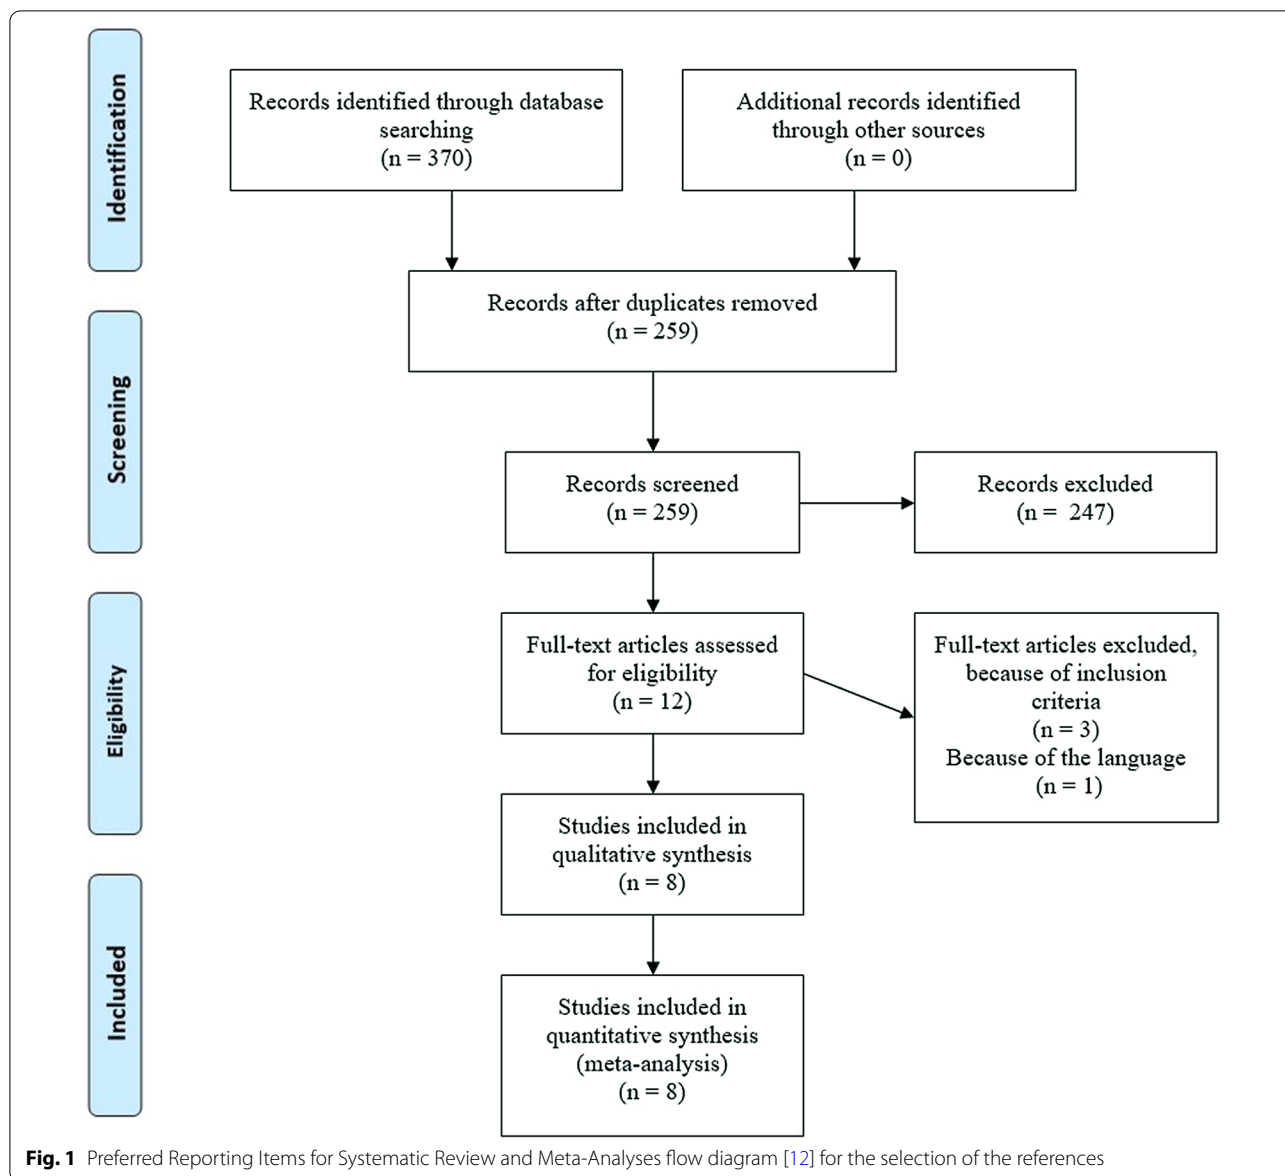 Identification
Records identified through database
searching
(n = 370)
Additional records identified
through other sources
(n = 0)
Records after duplicates removed
(n = 259)
Screening
Records screened
(n = 259)
Records excluded
(n =  247)
Eligibility
Full-text articles assessed
for eligibility
(n = 12)
Full-text articles excluded,
because of inclusion
criteria
(n = 3)
Because of the language
(n = 1)
Studies included in
qualitative synthesis
(n = 8)
Included
Studies included in
quantitative synthesis
(meta-analysis)
(n = 8)
Fig. 1 Preferred Reporting Items for Systematic Review and Meta-Analyses flow diagram [12] for the selection of the references